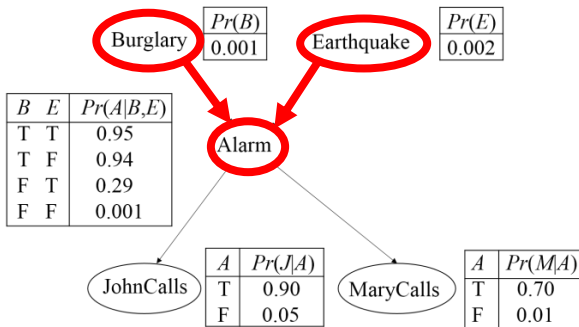 Burglary
Pr(B)
0.001
Earthquake
Pr(E)
0.002
B E Pr(A|B,E)
T T 0.95
T F 0.94
F T 0.29
F F 0.001
Alarm
JohnCalls
A Pr(J|A)
T 0.90
F 0.05
MaryCalls
A Pr(M|A)
T 0.70
F 0.01